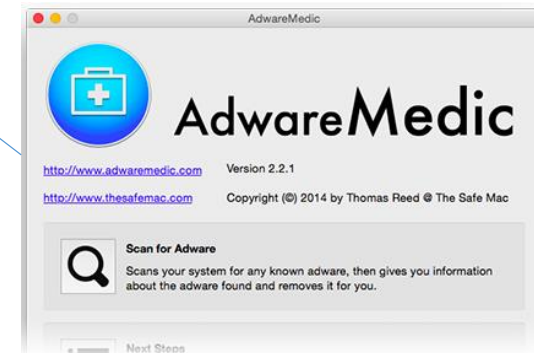 AdwareMedic
AdwareMedic
http://www.adwaremedic.com Version 2.2.1
http://www.thesafemac.com Copyright (©) 2014 by Thomas Reed @ The Safe Mac
Scan for Adware
Scans your system for any known adware, then gives you information
about the adware found and removes it for you.
Next Steps